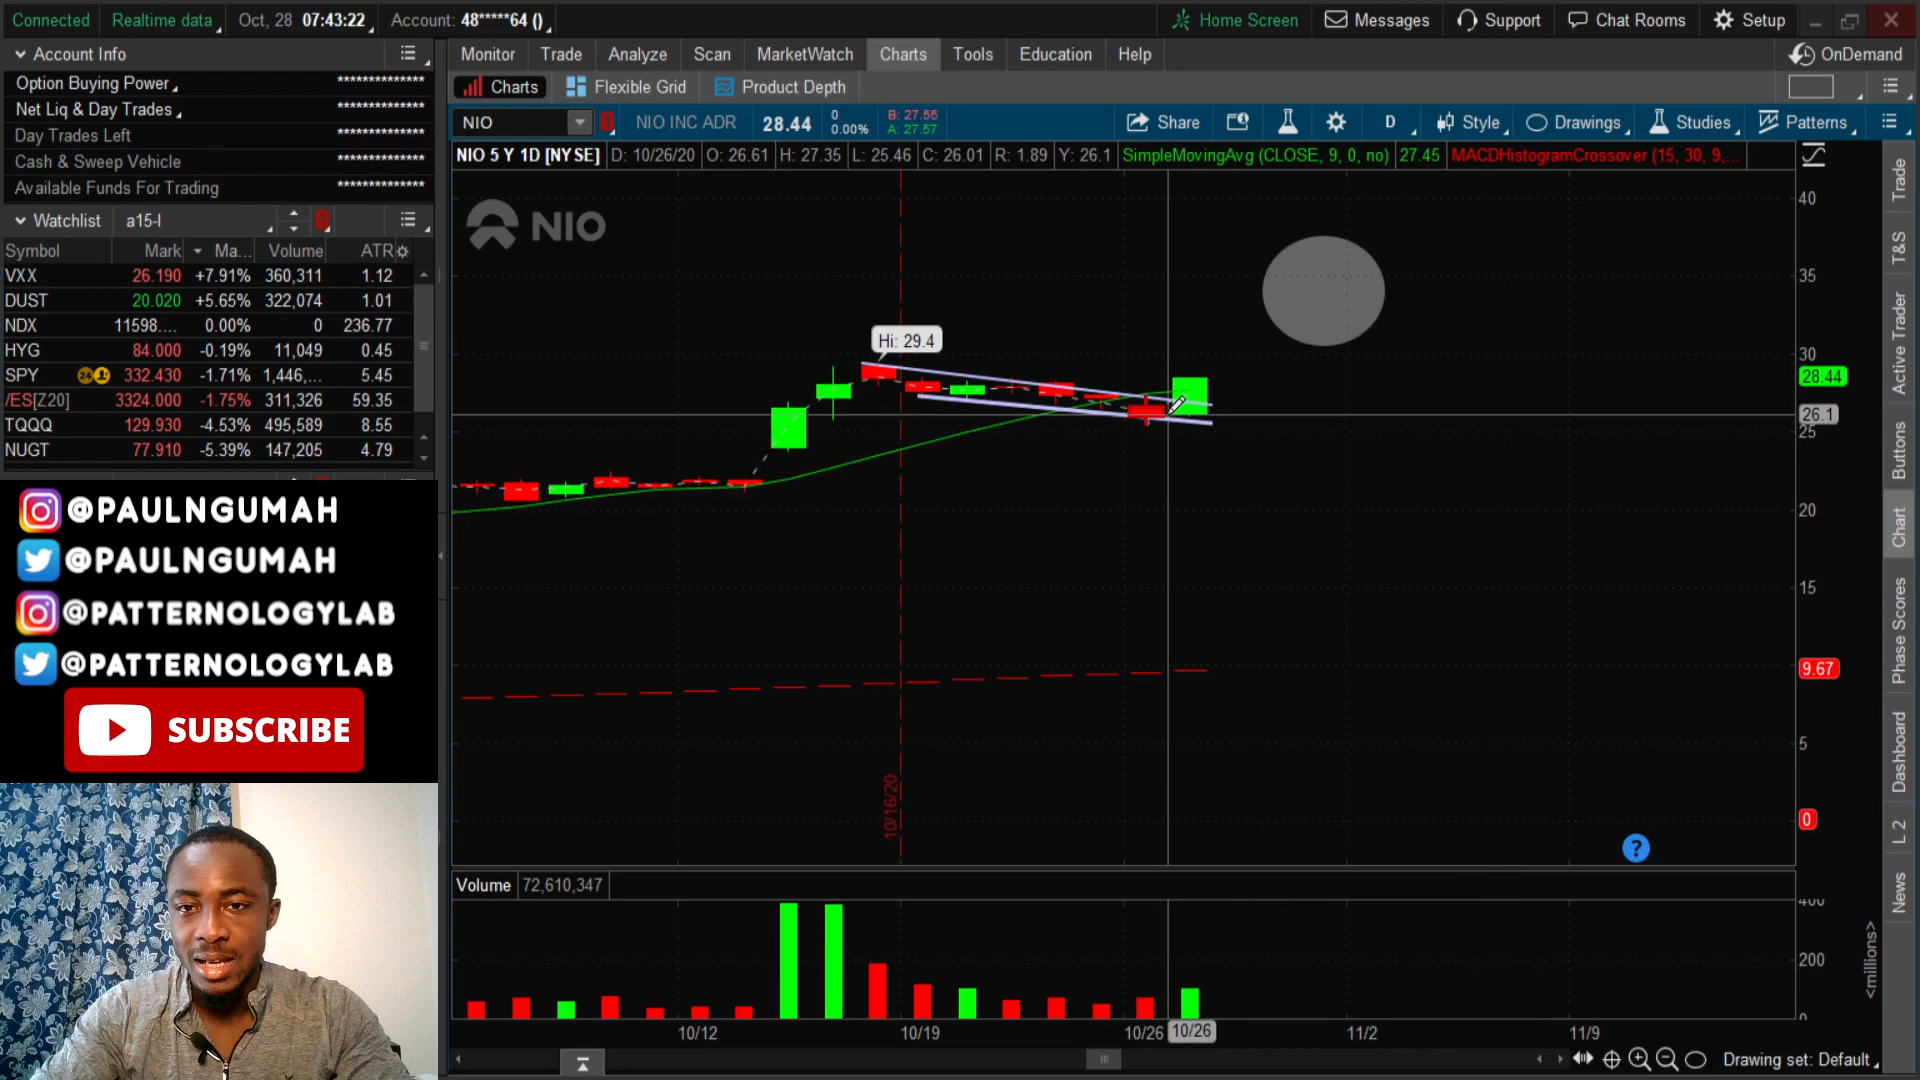 Connected Realtime data Oct, 28 07:43:22 Account: 48*****64 () Home Screen Messages Support Chat Rooms Setup
Account Info
Option Buying Power **************
Net Liq & Day Trades **************
Day Trades Left **************
Cash & Sweep Vehicle **************
Available Funds For Trading **************
Watchlist a15-l
Symbol Mark Ma... Volume ATR
VXX 26.190 +7.91% 360,311 1.12
DUST 20.020 +5.65% 322,074 1.01
NDX 11598.... 0.00% 0 236.77
HYG 84.000 -0.19% 11,049 0.45
SPY 332.430 -1.71% 1,446,... 5.45
/ES[Z20] 3324.000 -1.75% 311,326 59.35
TQQQ 129.930 -4.53% 495,589 8.55
NUGT 77.910 -5.39% 147,205 4.79
@PAULNGUMAH
@PAULNGUMAH
@PATTERNOLOGYLAB
@PATTERNOLOGYLAB
SUBSCRIBE
Monitor Trade Analyze Scan MarketWatch Charts Tools Education Help OnDemand
Charts Flexible Grid Product Depth
NIO NIO INC ADR 28.44 0 0.00% B: 27.55 A: 27.57 Share D Style Drawings Studies Patterns
NIO 5 Y 1D [NYSE] D: 10/26/20 O: 26.61 H: 27.35 L: 25.46 C: 26.01 R: 1.89 Y: 26.1 SimpleMovingAvg (CLOSE, 9, 0, no) 27.45 MACDHistogramCrossover (15, 30, 9,...
NIO
Hi: 29.4
10/16/20
40
35
30
28.44
26.1
25
20
15
9.67
5
0
?
Volume 72,610,347
400
200
0
<millions>
10/12 10/19 10/26 10/26 11/2 11/9
Drawing set: Default
Trade
T&S
Active Trader
Buttons
Chart
Phase Scores
Dashboard
L 2
News